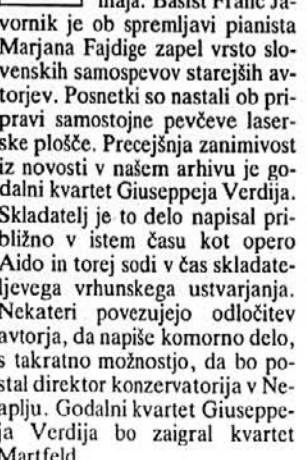 maja. Basist Franc Ja-
vornik je ob spremljavi pianista
Marjana Fajdige zapel vrsto slo-
venskih samospevov starejših av-
torjev. Posnetki so nastali ob pri-
pravi samostojne pevčeve laser-
ske plošče. Precejšnja zanimivost
iz novosti v našem arhivu je go-
dalni kvartet Giuseppeja Verdija.
Skladatelj je to delo napisal pri-
bližno v istem času kot opero
Aido in torej sodi v čas skladate-
ljevega vrhunskega ustvarjanja.
Nekateri povezujejo odločitev
avtorja, da napiše komorno delo,
s takratno možnostjo, da bo po-
stal direktor konzervatorija v Ne-
aplju. Godalni kvartet Giuseppe-
ja Verdija bo zaigral kvartet
Martfeld